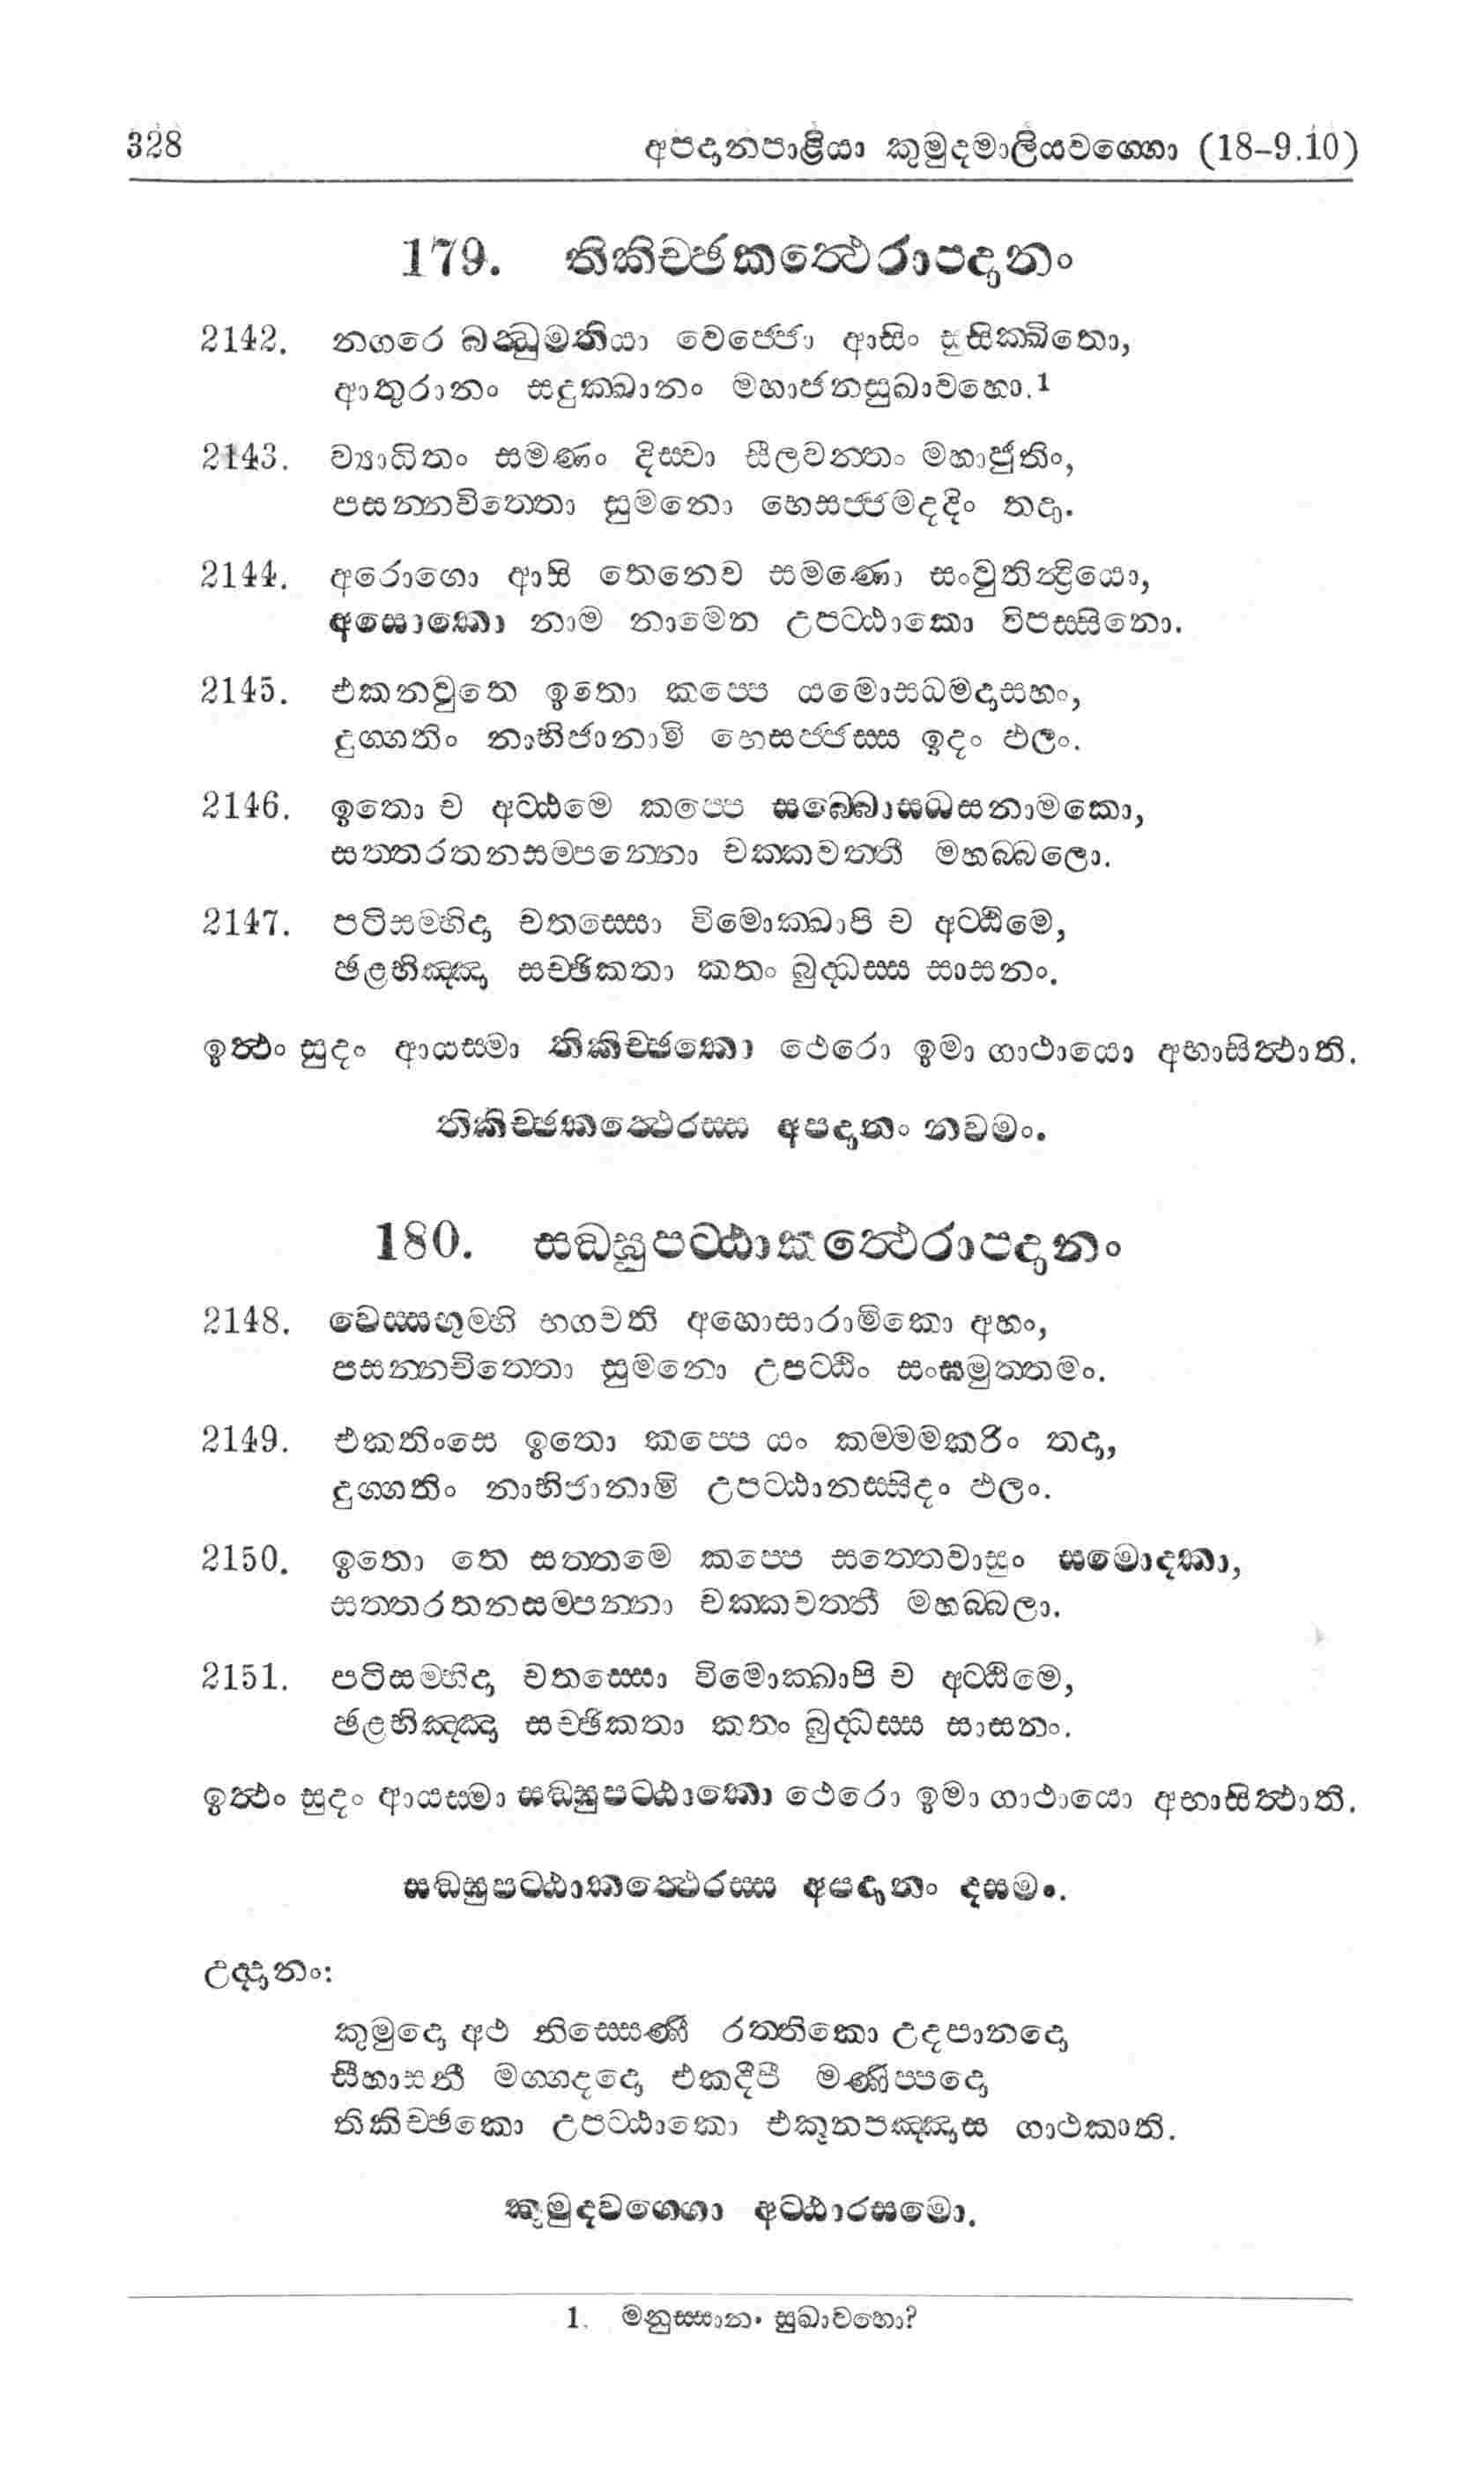 328 අපදානපාළියා කුමුදමාලියවග්ගො (18-9.10)
179. තිකිච්ඡකත්ථෙරාපදානං
2142. නගරෙ බන්ධුමතියා වෙජ්ජො ආසිං සුසික්ඛිතො,
ආතුරානං සදුක්ඛානං මහාජනසුඛාවහො.1
2143. ව්‍යාධිතං සමණං දිස්වා සීලවන්තං මහාජුතිං,
පසන්නචිත්තො සුමනො භෙසජ්ජමදදිං තදා.
2144. අරොගො ආසි තෙනෙව සමණො සංවුතින්ද්‍රියො,
අසොකො නාම නාමෙන උපට්ඨාකො විපස්සිනො.
2145. එකනවුතෙ ඉතො කප්පෙ යමොසධමදාසහං,
දුග්ගතිං නාභිජානාමි භෙසජ්ජස්ස ඉදං ඵලං.
2146. ඉතො ච අට්ඨමෙ කප්පෙ සබ්බොසධසනාමකො,
සත්තරතනසම්පන්නො චක්කවත්තී මහබ්බලො.
2147. පටිසම්භිදා චතස්සො විමොක්ඛාපි ච අට්ඨිමෙ,
ඡළභිඤ්ඤා සච්ඡිකතා කතං බුද්ධස්ස සාසනං.
ඉත්ථං සුදං ආයස්මා තිකිච්ඡකො ථෙරො ඉමා ගාථායො අභාසිත්ථාති.
තිකිච්ඡකත්ථෙරස්ස අපදානං නවමං.
180. සඞ්ඝුපට්ඨාකත්ථෙරාපදානං
2148. වෙස්සභුම්හි භගවති අහොසාරාමිකො අහං,
පසන්නචිත්තො සුමනො උපට්ඨිං සංඝමුත්තමං.
2149. එකතිංසෙ ඉතො කප්පෙ යං කම්මමකරිං තදා,
දුග්ගතිං නාභිජානාමි උපට්ඨානස්සිදං ඵලං.
2150. ඉතො තෙ සත්තමෙ කප්පෙ සත්තෙවාසුං සමොදකා,
සත්තරතනසම්පන්නා චක්කවත්තී මහබ්බලා.
2151. පටිසම්භිදා චතස්සො විමොක්ඛාපි ච අට්ඨිමෙ,
ඡළභිඤ්ඤා සච්ඡිකතා කතං බුද්ධස්ස සාසනං.
ඉත්ථං සුදං ආයස්මා සඞ්ඝුපට්ඨාකො ථෙරො ඉමා ගාථායො අභාසිත්ථාති.
සඞ්ඝුපට්ඨාකත්ථෙරස්ස අපදානං දසමං.
උද්දානං:
කුමුදො අථ නිස්සෙණී රත්තිකො උදපානදො
සීහාසනී මග්ගදදො එකදීපී මණිප්පදො
තිකිච්ඡකො උපට්ඨාකො එකූනපඤ්ඤාස ගාථකාති.
කුමුදවග්ගො අට්ඨාරසමො.
1. මනුස්සානං සුඛාවහො?